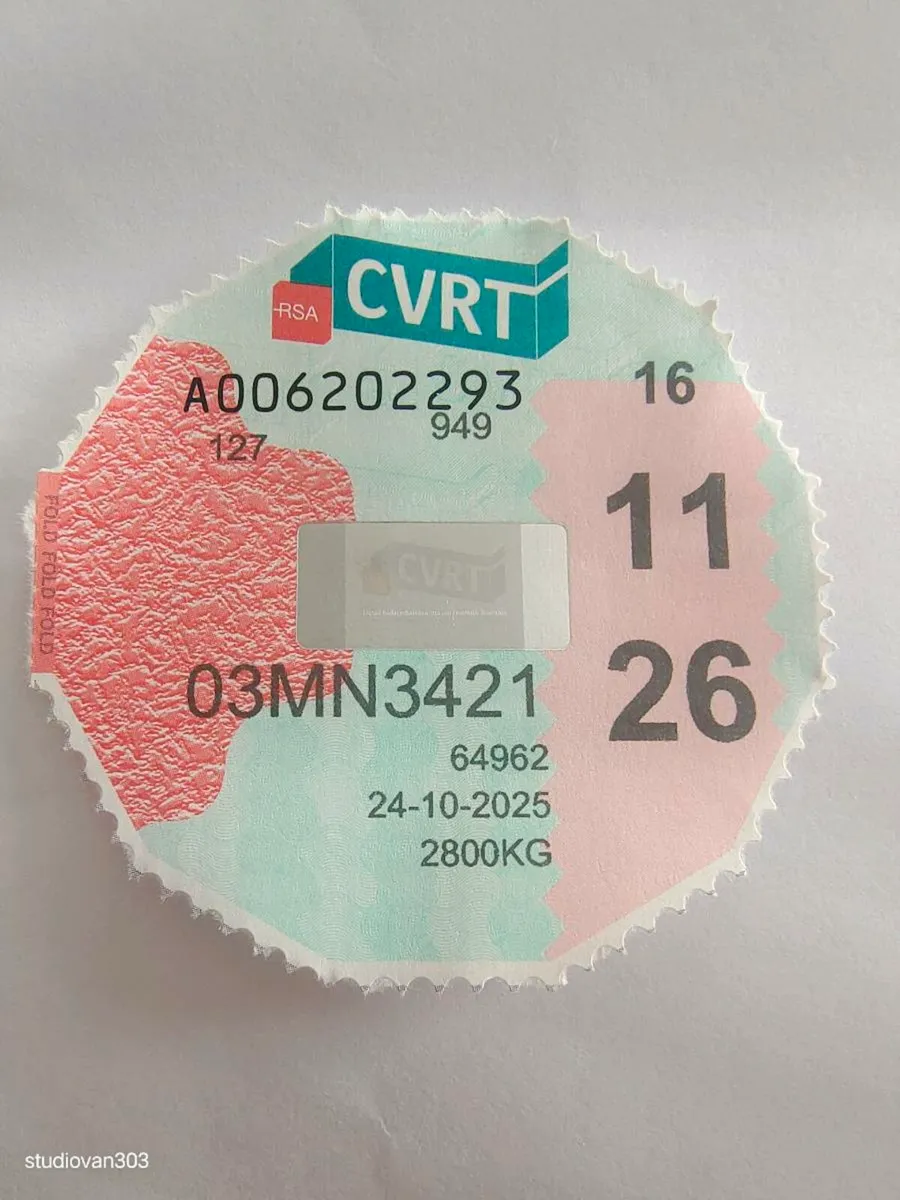 CVRT
RSA
A006202293
949
127
16
11
26
FOLD FOLD FOLD
CVRT
03MN3421
64962
24-10-2025
2800KG
studiovan303